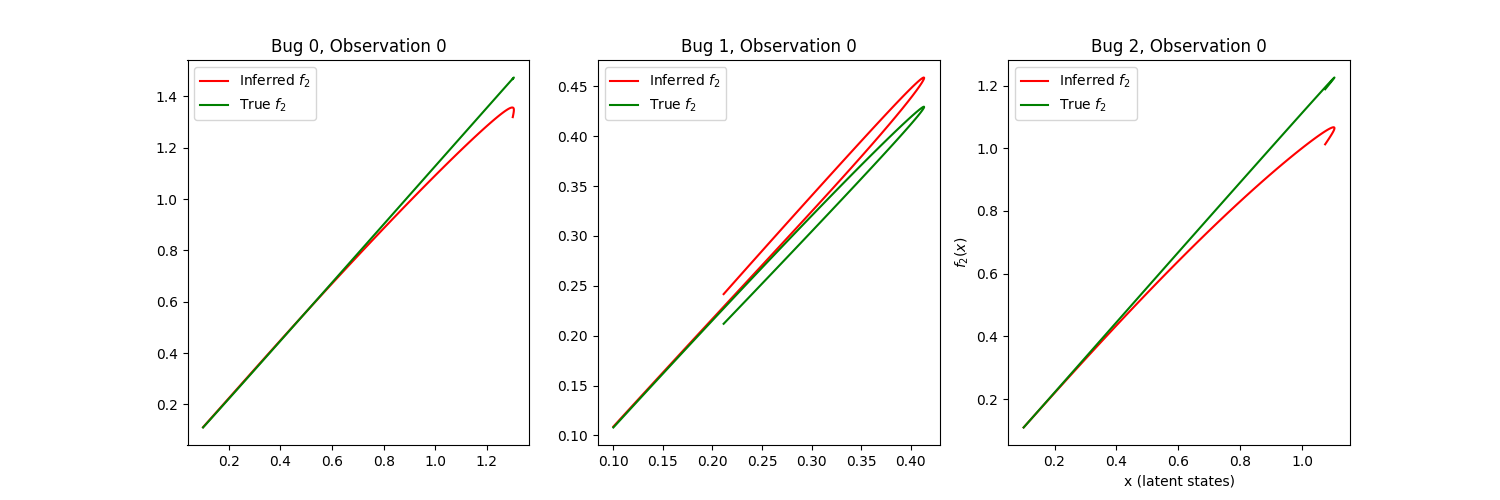 Bug 0, Observation 0
Inferred f₂
True f₂
1.4
1.2
1.0
0.8
0.6
0.4
0.2
0.2 0.4 0.6 0.8 1.0 1.2
Bug 1, Observation 0
Inferred f₂
True f₂
0.45
0.40
0.35
0.30
0.25
0.20
0.15
0.10
0.10 0.15 0.20 0.25 0.30 0.35 0.40
Bug 2, Observation 0
Inferred f₂
True f₂
f₂(x)
1.2
1.0
0.8
0.6
0.4
0.2
0.2 0.4 0.6 0.8 1.0
x (latent states)